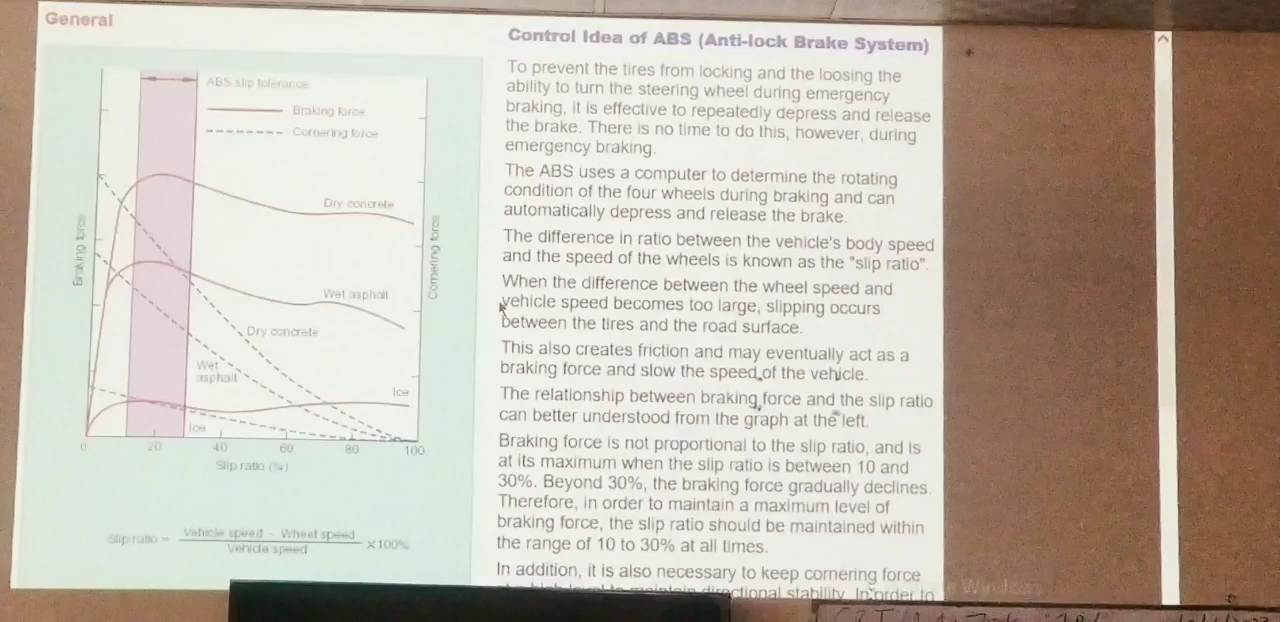 General
ABS slip tolerance
Braking force
Cornering force
Dry concrete
Wet asphalt
Dry concrete
Wet
asphalt
Ice
Ice
Braking force
Cornering force
0 20 40 60 80 100
Slip ratio (%)
Slip ratio = Vehicle speed - Wheel speed
Vehicle speed
×100%
Control Idea of ABS (Anti-lock Brake System)
To prevent the tires from locking and the loosing the
ability to turn the steering wheel during emergency
braking, it is effective to repeatedly depress and release
the brake. There is no time to do this, however, during
emergency braking.
The ABS uses a computer to determine the rotating
condition of the four wheels during braking and can
automatically depress and release the brake.
The difference in ratio between the vehicle's body speed
and the speed of the wheels is known as the "slip ratio".
When the difference between the wheel speed and
vehicle speed becomes too large, slipping occurs
between the tires and the road surface.
This also creates friction and may eventually act as a
braking force and slow the speed of the vehicle.
The relationship between braking force and the slip ratio
can better understood from the graph at the left.
Braking force is not proportional to the slip ratio, and is
at its maximum when the slip ratio is between 10 and
30%. Beyond 30%, the braking force gradually declines.
Therefore, in order to maintain a maximum level of
braking force, the slip ratio should be maintained within
the range of 10 to 30% at all times.
In addition, it is also necessary to keep cornering force
at a high level to maintain directional stability. In order to
Windows